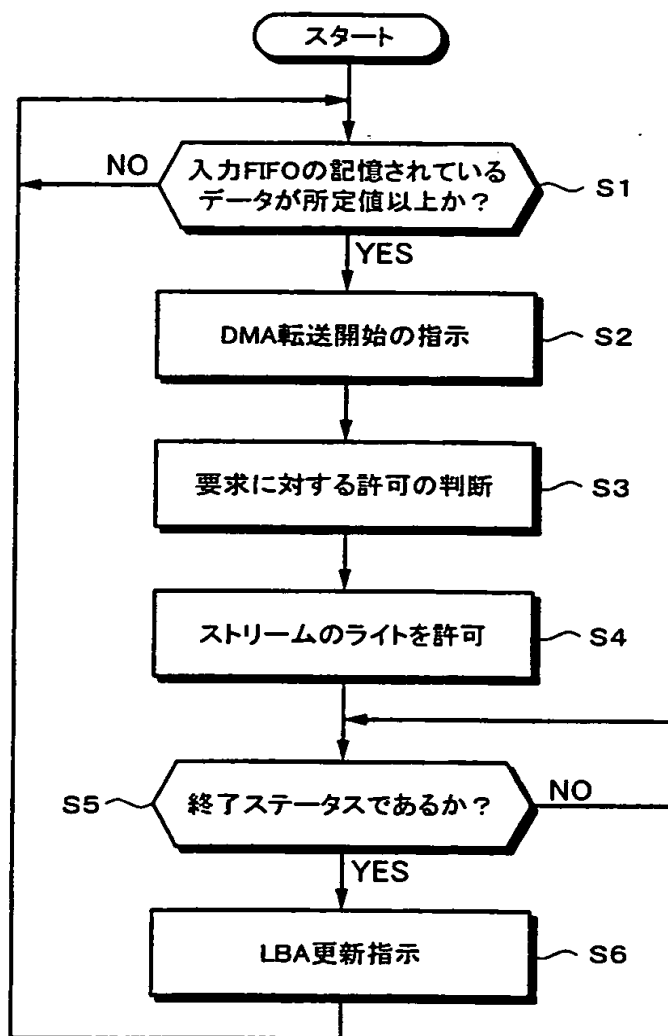 スタート
NO
入力FIFOの記憶されている
データが所定値以上か?
S1
YES
DMA転送開始の指示
S2
要求に対する許可の判断
S3
ストリームのライトを許可
S4
S5
終了ステータスであるか?
NO
YES
LBA更新指示
S6